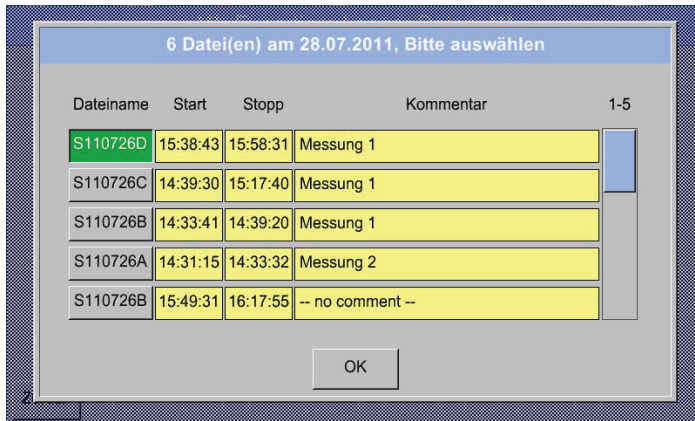 6 Datei(en) am 28.07.2011, Bitte auswählen
Dateiname Start Stopp Kommentar 1-5
S110726D 15:38:43 15:58:31 Messung 1
S110726C 14:39:30 15:17:40 Messung 1
S110726B 14:33:41 14:39:20 Messung 1
S110726A 14:31:15 14:33:32 Messung 2
S110726B 15:49:31 16:17:55 -- no comment --
OK